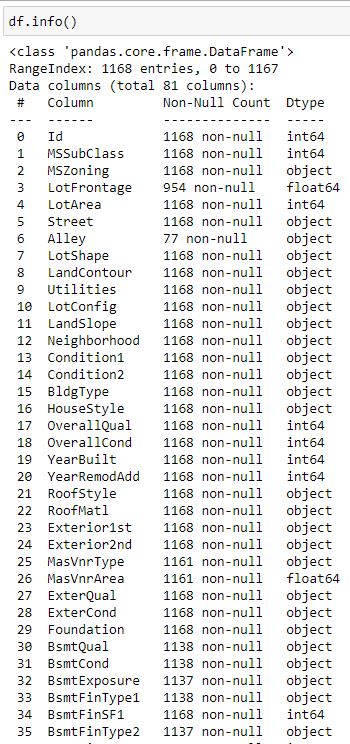 df.info()
<class 'pandas.core.frame.DataFrame'>
RangeIndex: 1168 entries, 0 to 1167
Data columns (total 81 columns):
 #   Column         Non-Null Count  Dtype
---  ------         --------------  -----
 0   Id             1168 non-null   int64
 1   MSSubClass     1168 non-null   int64
 2   MSZoning       1168 non-null   object
 3   LotFrontage    954 non-null    float64
 4   LotArea        1168 non-null   int64
 5   Street         1168 non-null   object
 6   Alley          77 non-null     object
 7   LotShape       1168 non-null   object
 8   LandContour    1168 non-null   object
 9   Utilities      1168 non-null   object
 10  LotConfig      1168 non-null   object
 11  LandSlope      1168 non-null   object
 12  Neighborhood   1168 non-null   object
 13  Condition1     1168 non-null   object
 14  Condition2     1168 non-null   object
 15  BldgType       1168 non-null   object
 16  HouseStyle     1168 non-null   object
 17  OverallQual    1168 non-null   int64
 18  OverallCond    1168 non-null   int64
 19  YearBuilt      1168 non-null   int64
 20  YearRemodAdd   1168 non-null   int64
 21  RoofStyle      1168 non-null   object
 22  RoofMatl       1168 non-null   object
 23  Exterior1st    1168 non-null   object
 24  Exterior2nd    1168 non-null   object
 25  MasVnrType     1161 non-null   object
 26  MasVnrArea     1161 non-null   float64
 27  ExterQual      1168 non-null   object
 28  ExterCond      1168 non-null   object
 29  Foundation     1168 non-null   object
 30  BsmtQual       1138 non-null   object
 31  BsmtCond       1138 non-null   object
 32  BsmtExposure   1137 non-null   object
 33  BsmtFinType1   1138 non-null   object
 34  BsmtFinSF1     1168 non-null   int64
 35  BsmtFinType2   1137 non-null   object